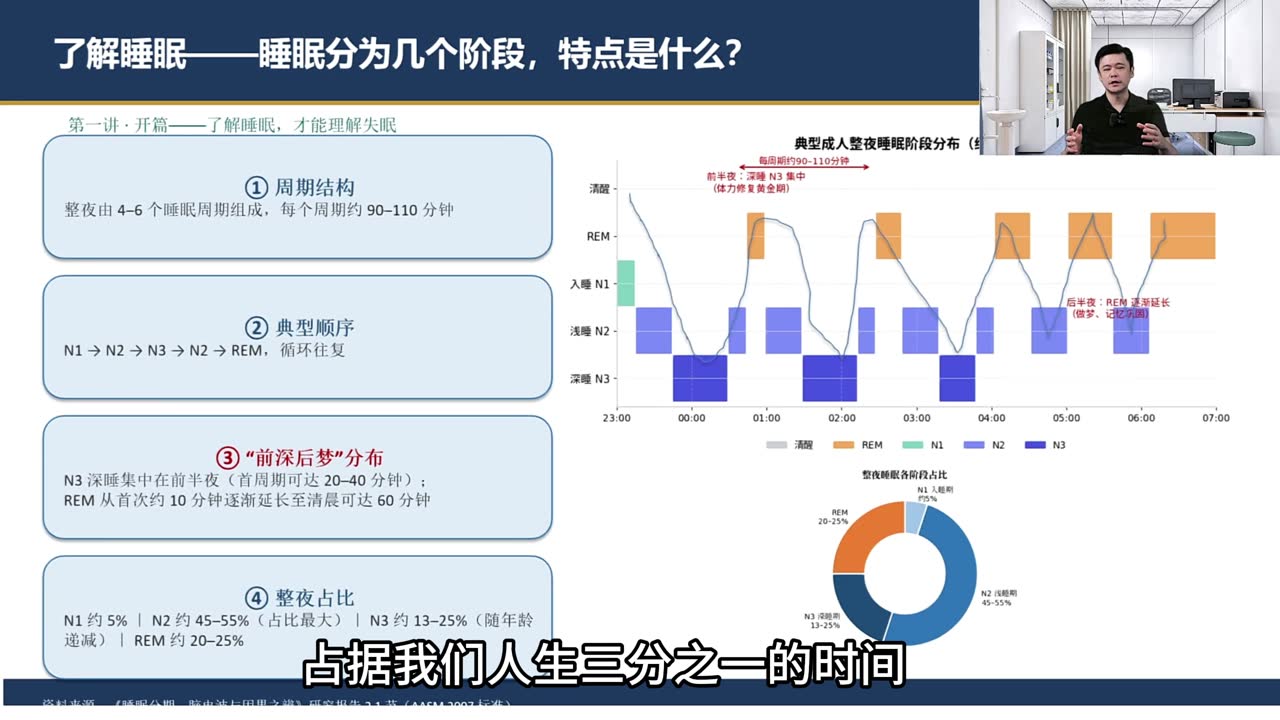 了解睡眠——睡眠分为几个阶段，特点是什么？
第一讲 · 开篇——了解睡眠，才能理解失眠
① 周期结构
整夜由 4–6 个睡眠周期组成，每个周期约 90–110 分钟
② 典型顺序
N1 → N2 → N3 → N2 → REM，循环往复
③ “前深后梦”分布
N3 深睡集中在前半夜（首周期可达 20–40 分钟）；
REM 从首次约 10 分钟逐渐延长至清晨可达 60 分钟
④ 整夜占比
N1 约 5% ｜ N2 约 45–55%（占比最大）｜ N3 约 13–25%（随年龄
递减）｜ REM 约 20–25%
典型成人整夜睡眠阶段分布（
每周期约90–110分钟
前半夜：深睡 N3 集中
（体力修复黄金期）
清醒
REM
入睡 N1
浅睡 N2
深睡 N3
后半夜：REM 逐渐延长
（做梦、记忆巩固）
23:00
00:00
01:00
02:00
03:00
04:00
05:00
06:00
07:00
清醒
REM
N1
N2
N3
整夜睡眠各阶段占比
N1 入睡期
约5%
REM
20–25%
N2 浅睡期
45–55%
N3 深睡期
13–25%
占据我们人生三分之一的时间